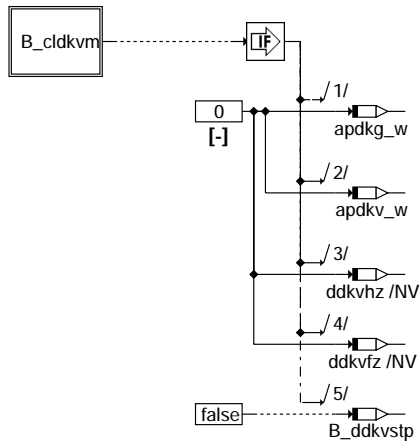 B_cldkvm
IF
1/
0
[-]
apdkg_w
2/
apdkv_w
3/
ddkvhz /NV
4/
ddkvfz /NV
5/
false
B_ddkvstp